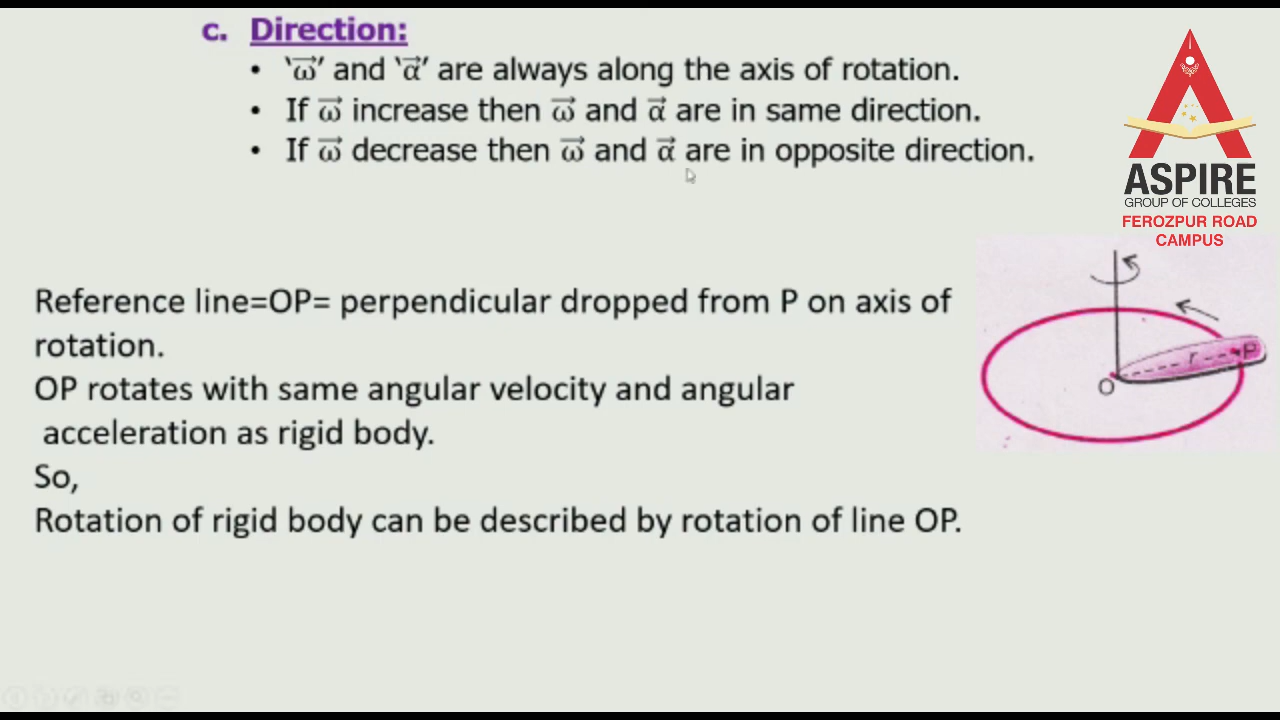 c. Direction:
• ‘ω⃗’ and ‘α⃗’ are always along the axis of rotation.
• If ω⃗ increase then ω⃗ and α⃗ are in same direction.
• If ω⃗ decrease then ω⃗ and α⃗ are in opposite direction.
ASPIRE
GROUP OF COLLEGES
FEROZPUR ROAD
CAMPUS
Reference line=OP= perpendicular dropped from P on axis of
rotation.
OP rotates with same angular velocity and angular
acceleration as rigid body.
So,
Rotation of rigid body can be described by rotation of line OP.
r
P
O